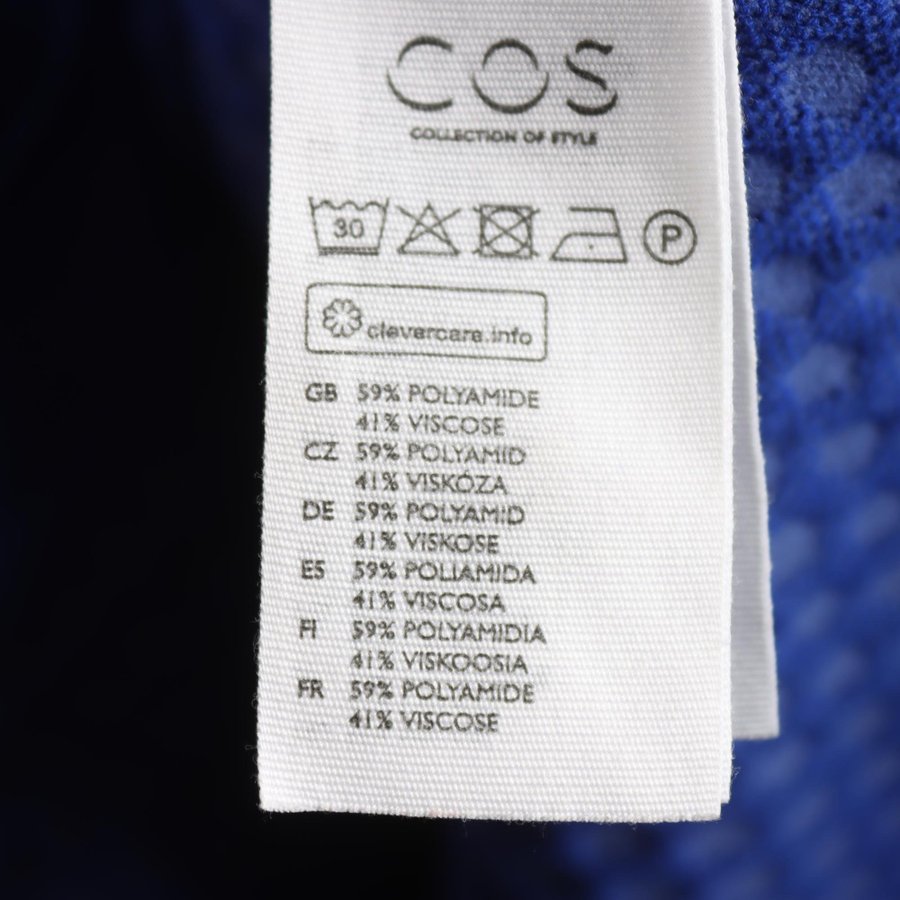 COS
COLLECTION OF STYLE
30 P
clevercare.info
GB 59% POLYAMIDE
41% VISCOSE
CZ 59% POLYAMID
41% VISKÓZA
DE 59% POLYAMID
41% VISKOSE
ES 59% POLIAMIDA
41% VISCOSA
FI 59% POLYAMIDIA
41% VISKOOSIA
FR 59% POLYAMIDE
41% VISCOSE